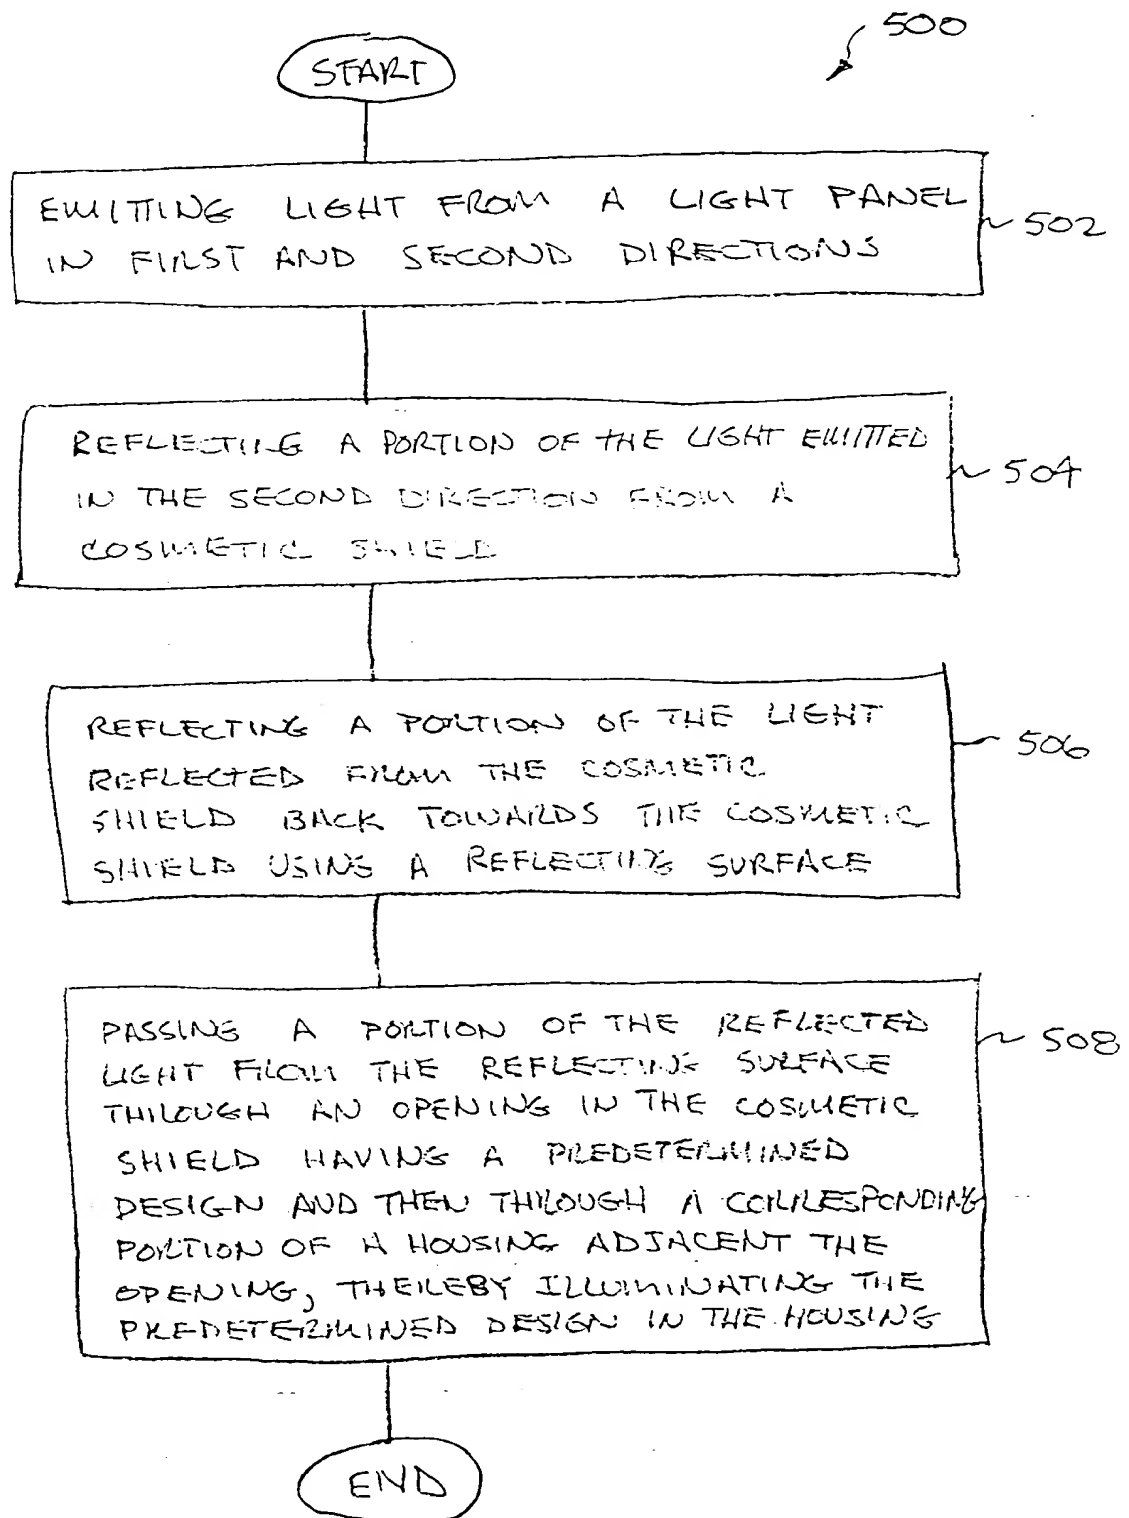 500
START
EMITTING LIGHT FROM A LIGHT PANEL
IN FIRST AND SECOND DIRECTIONS
502
REFLECTING A PORTION OF THE LIGHT EMITTED
IN THE SECOND DIRECTION FROM A
COSMETIC SHIELD
504
REFLECTING A PORTION OF THE LIGHT
REFLECTED FROM THE COSMETIC
SHIELD BACK TOWARDS THE COSMETIC
SHIELD USING A REFLECTING SURFACE
506
PASSING A PORTION OF THE REFLECTED
LIGHT FROM THE REFLECTING SURFACE
THROUGH AN OPENING IN THE COSMETIC
SHIELD HAVING A PREDETERMINED
DESIGN AND THEN THROUGH A CORRESPONDING
PORTION OF A HOUSING ADJACENT THE
OPENING, THEREBY ILLUMINATING THE
PREDETERMINED DESIGN IN THE HOUSING
508
END